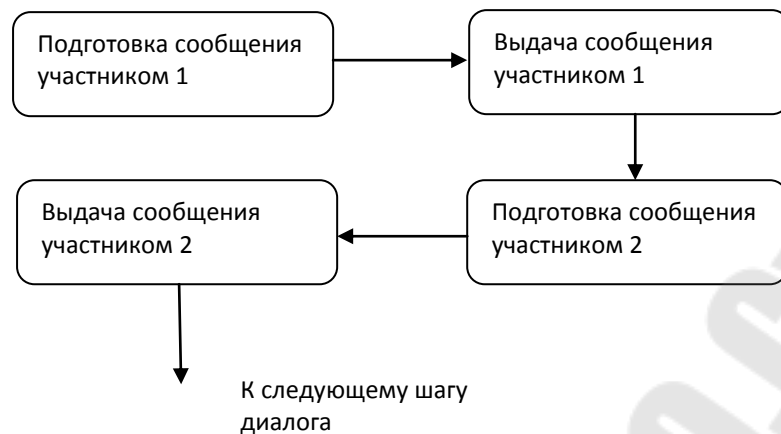 Подготовка сообщения
участником 1
Выдача сообщения
участником 1
Выдача сообщения
участником 2
Подготовка сообщения
участником 2
К следующему шагу
диалога